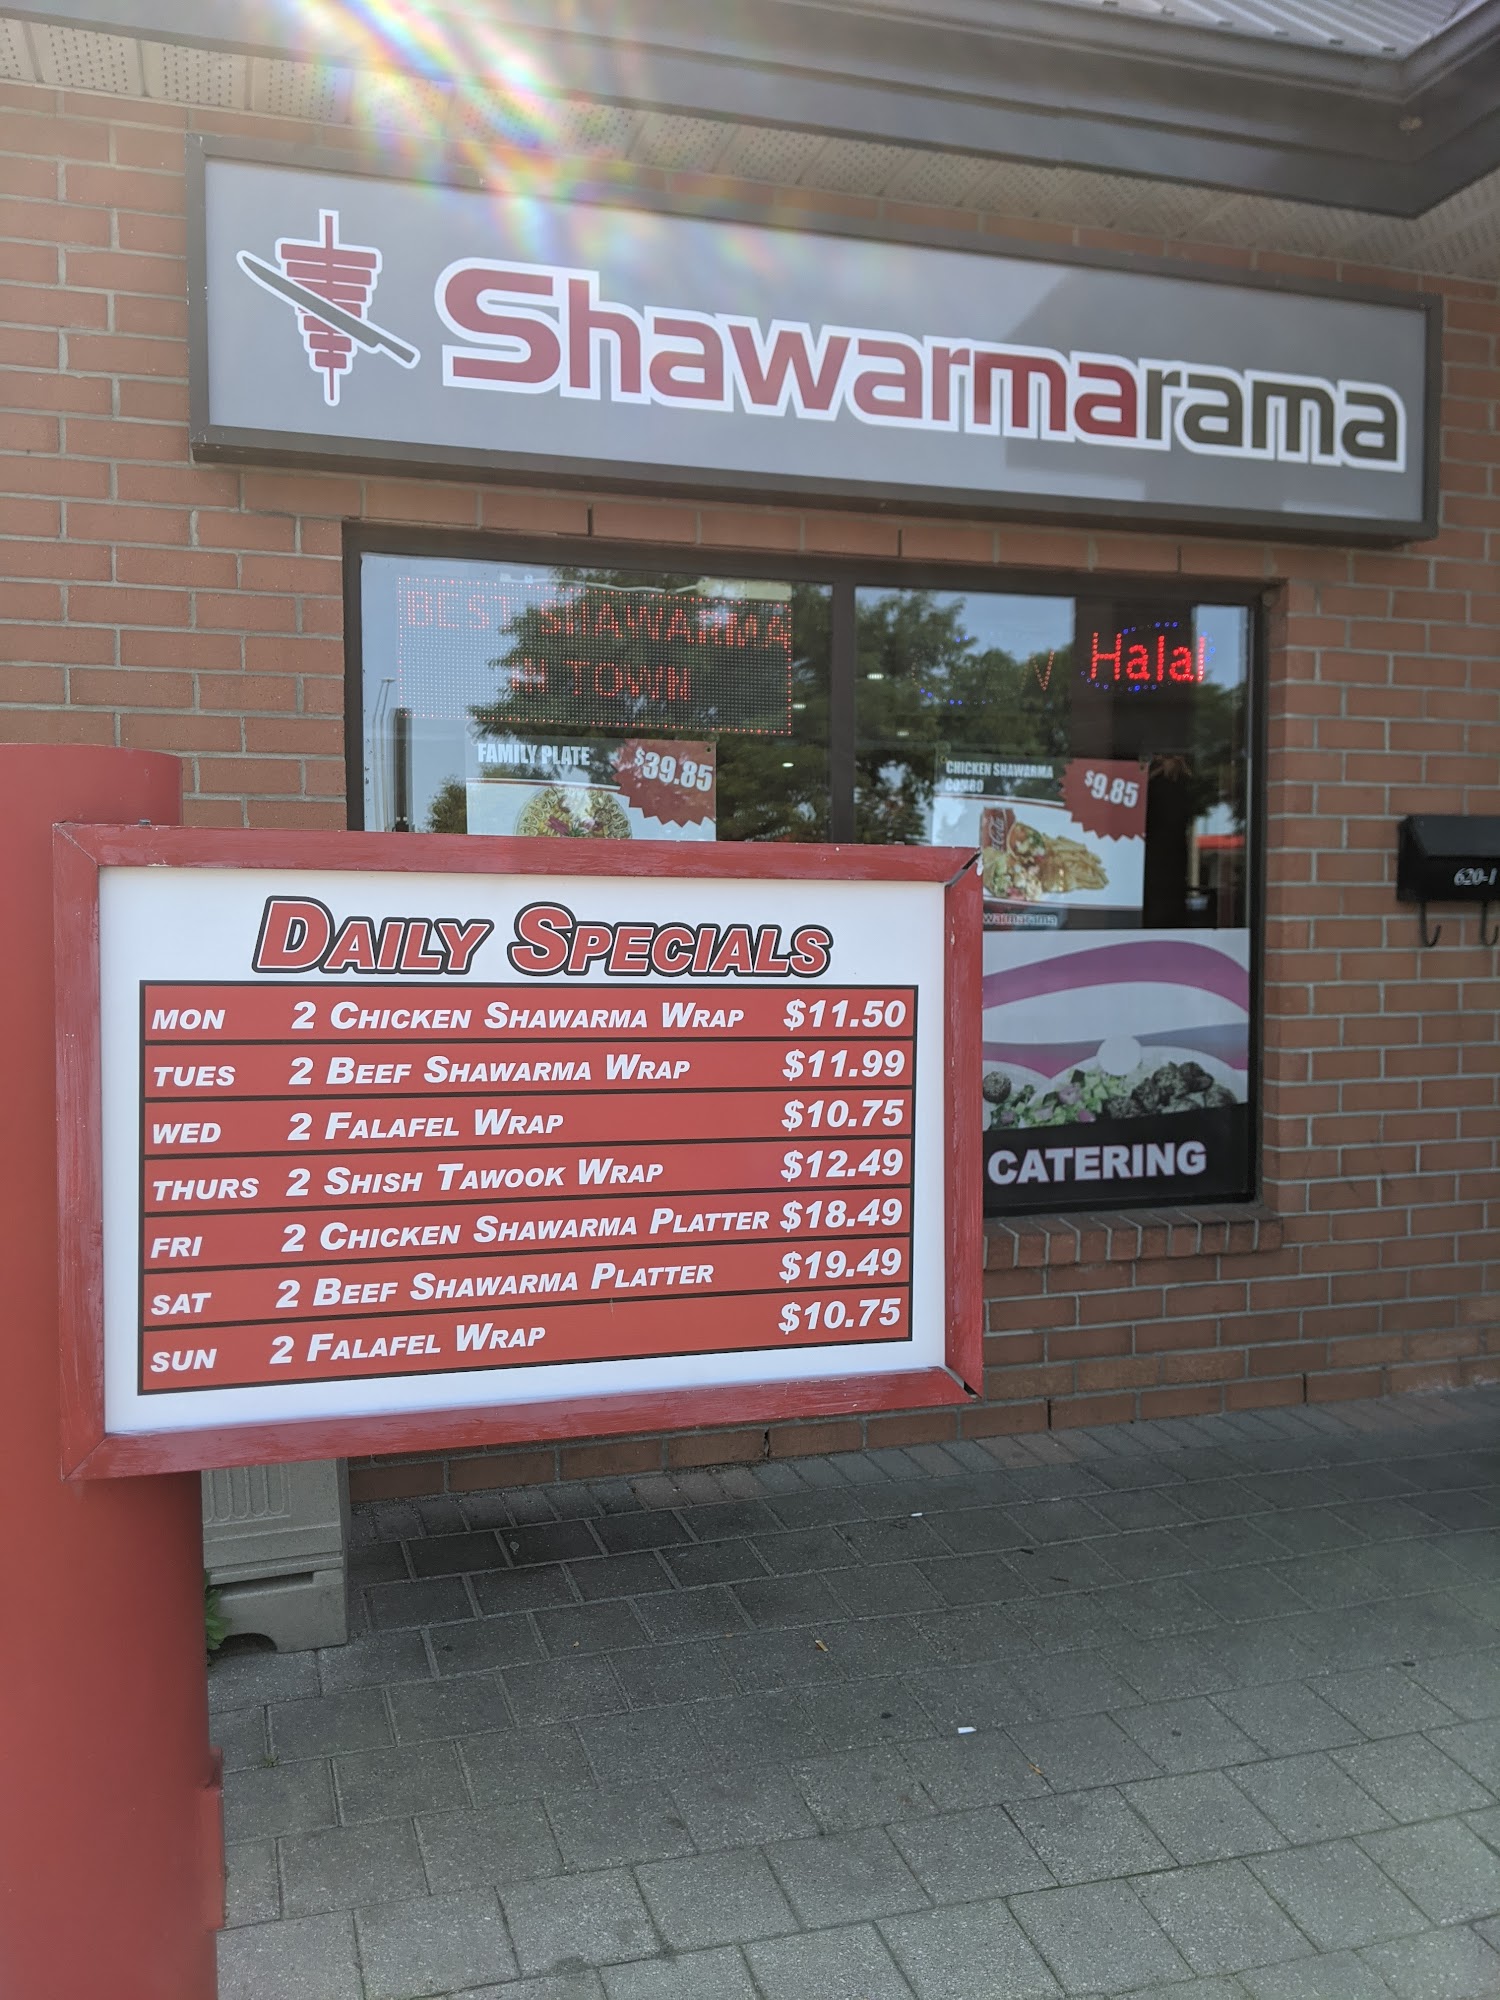 Shawarmarama
BEST SHAWARMA
IN TOWN
Halal
FAMILY PLATE
$39.85
CHICKEN SHAWARMA
COMBO
$9.85
620-1
DAILY SPECIALS
MON 2 CHICKEN SHAWARMA WRAP $11.50
TUES 2 BEEF SHAWARMA WRAP $11.99
WED 2 FALAFEL WRAP $10.75
THURS 2 SHISH TAWOOK WRAP $12.49
FRI 2 CHICKEN SHAWARMA PLATTER $18.49
SAT 2 BEEF SHAWARMA PLATTER $19.49
SUN 2 FALAFEL WRAP $10.75
CATERING